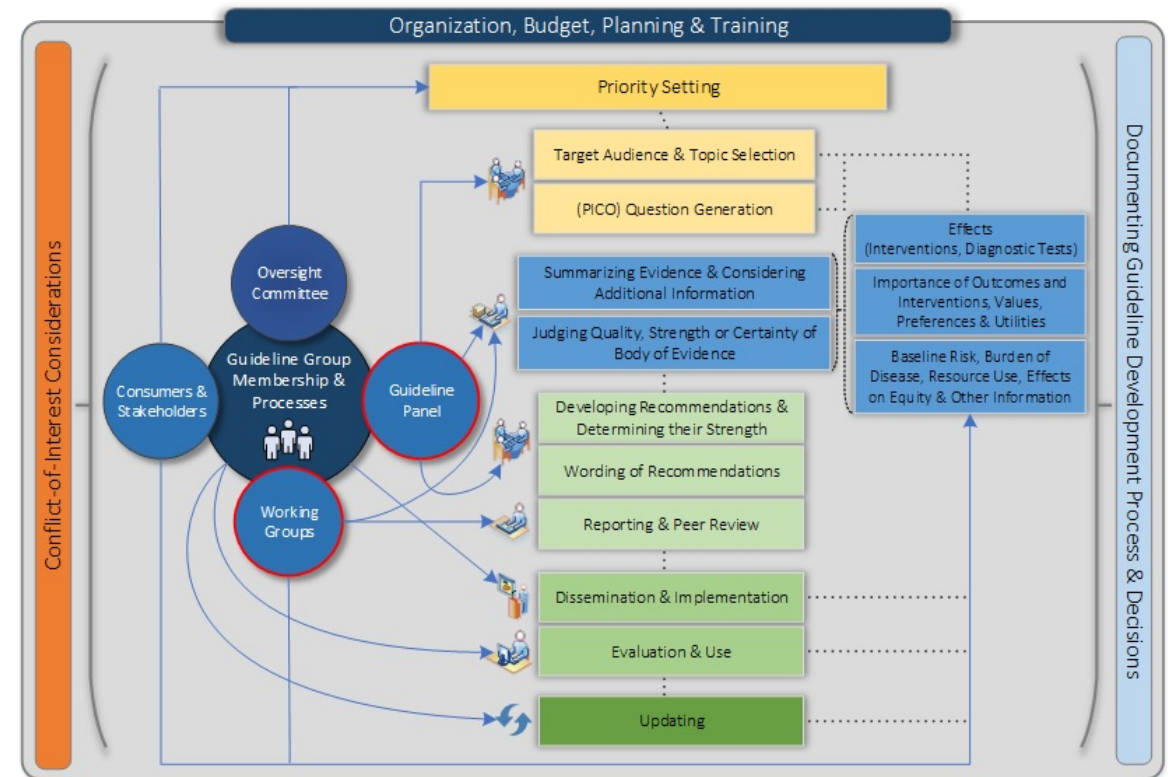 Organization, Budget, Planning & Training
Conflict-of-Interest Considerations
Priority Setting
Target Audience & Topic Selection
(PICO) Question Generation
Effects
(Interventions, Diagnostic Tests)
Importance of Outcomes and
Interventions, Values,
Preferences & Utilities
Baseline Risk, Burden of
Disease, Resource Use, Effects
on Equity & Other Information
Summarizing Evidence & Considering
Additional Information
Judging Quality, Strength or Certainty of
Body of Evidence
Oversight
Committee
Guideline Group
Membership &
Processes
Consumers &
Stakeholders
Guideline
Panel
Working
Groups
Developing Recommendations &
Determining their Strength
Wording of Recommendations
Reporting & Peer Review
Dissemination & Implementation
Evaluation & Use
Updating
Documenting Guideline Development Process & Decisions